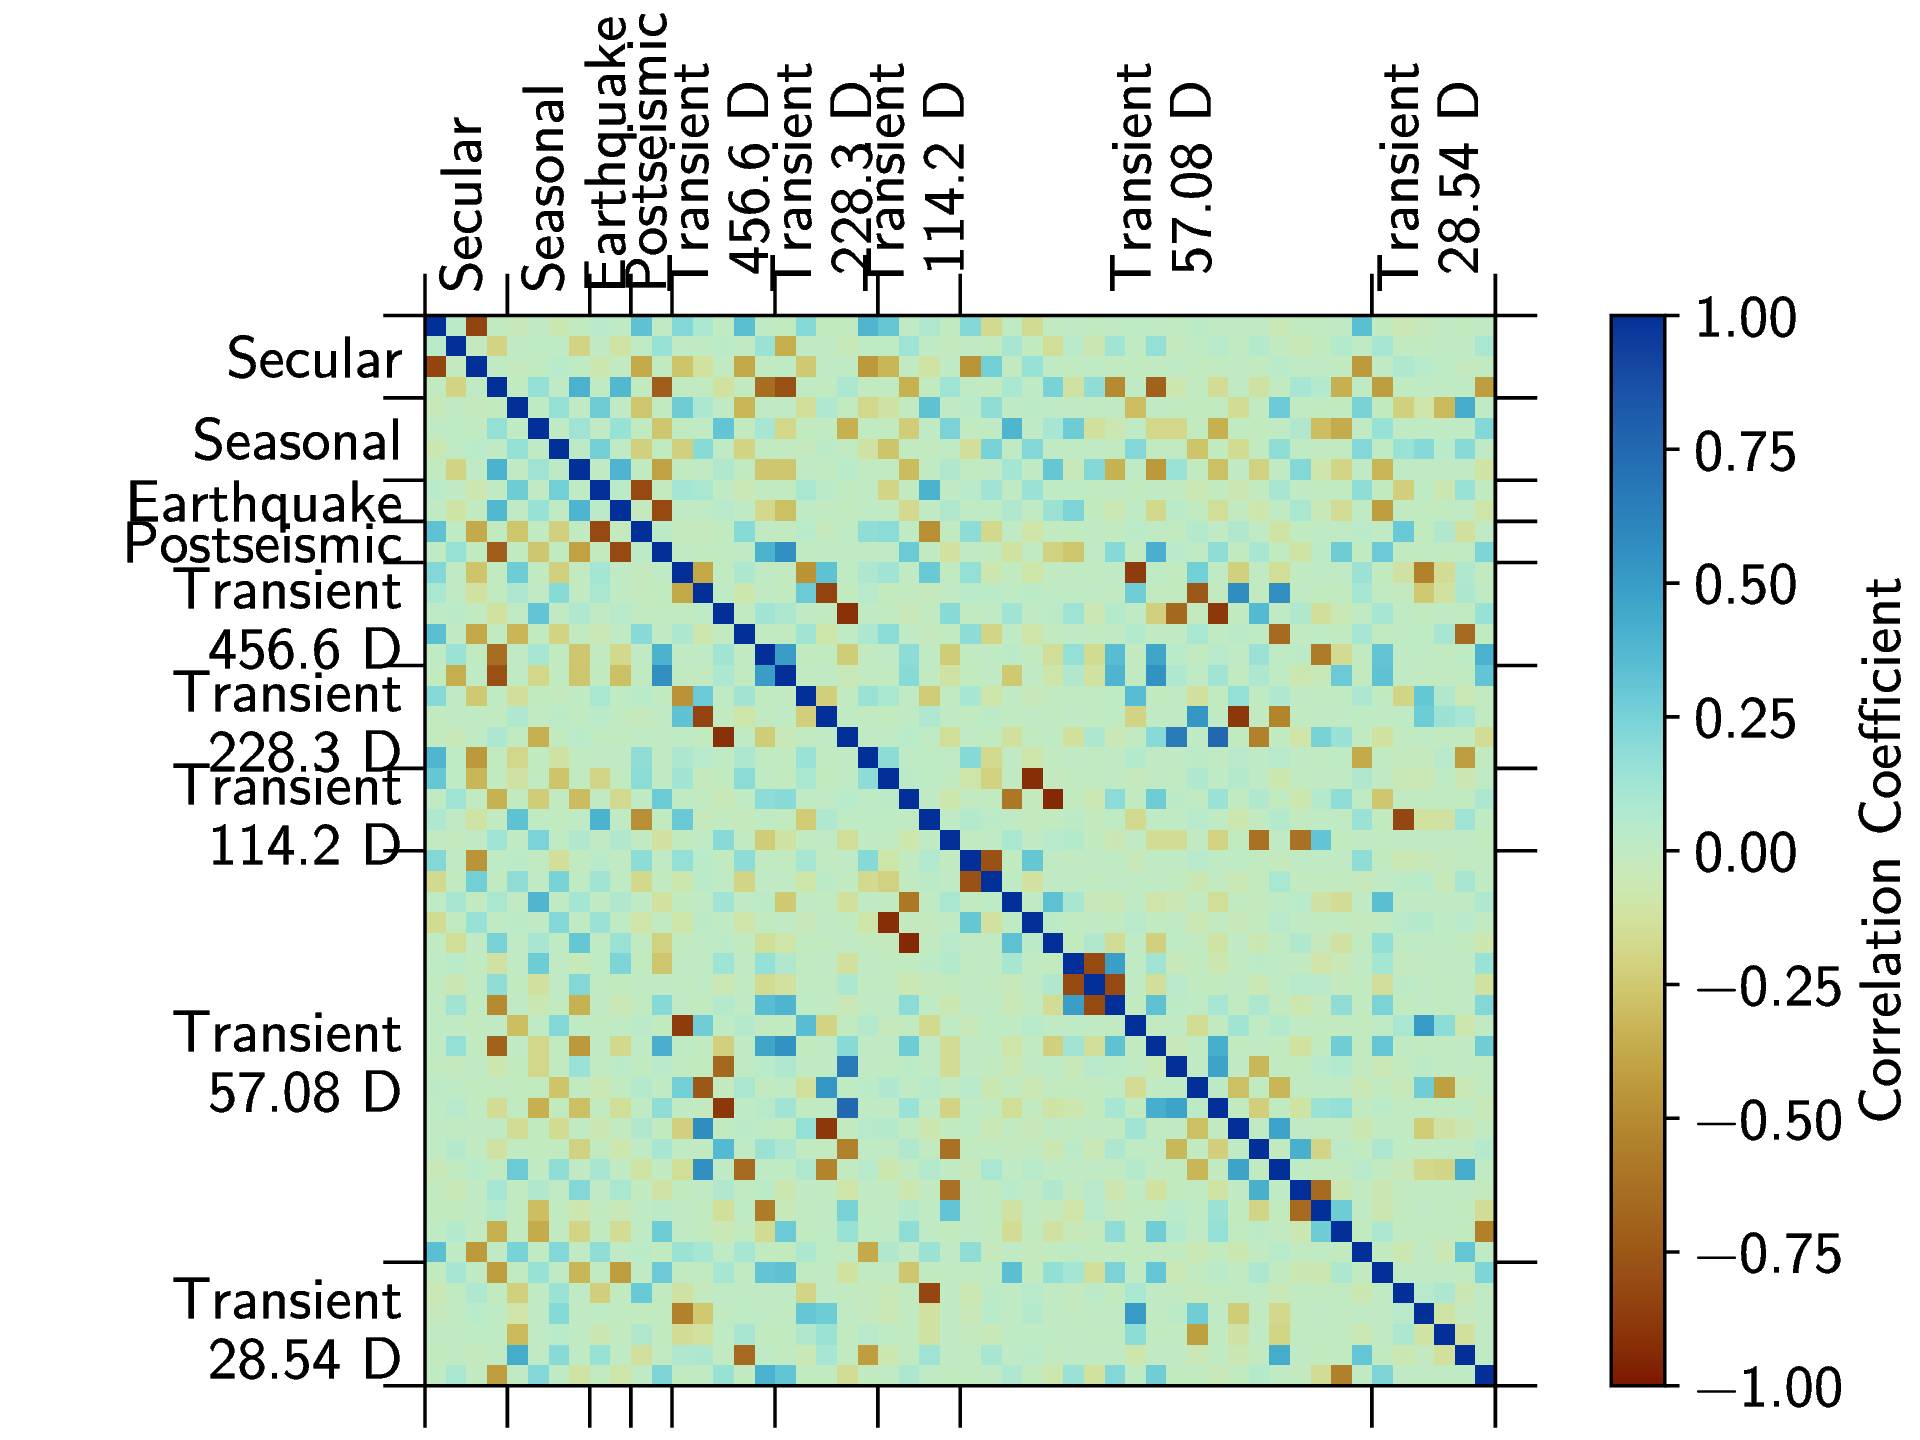 Secular
Seasonal
Earthquake
Postseismic
Transient
456.6 D
Transient
228.3 D
Transient
114.2 D
Transient
57.08 D
Transient
28.54 D
Secular
Seasonal
Earthquake
Postseismic
Transient
456.6 D
Transient
228.3 D
Transient
114.2 D
Transient
57.08 D
Transient
28.54 D
1.00
0.75
0.50
0.25
0.00
−0.25
−0.50
−0.75
−1.00
Correlation Coefficient